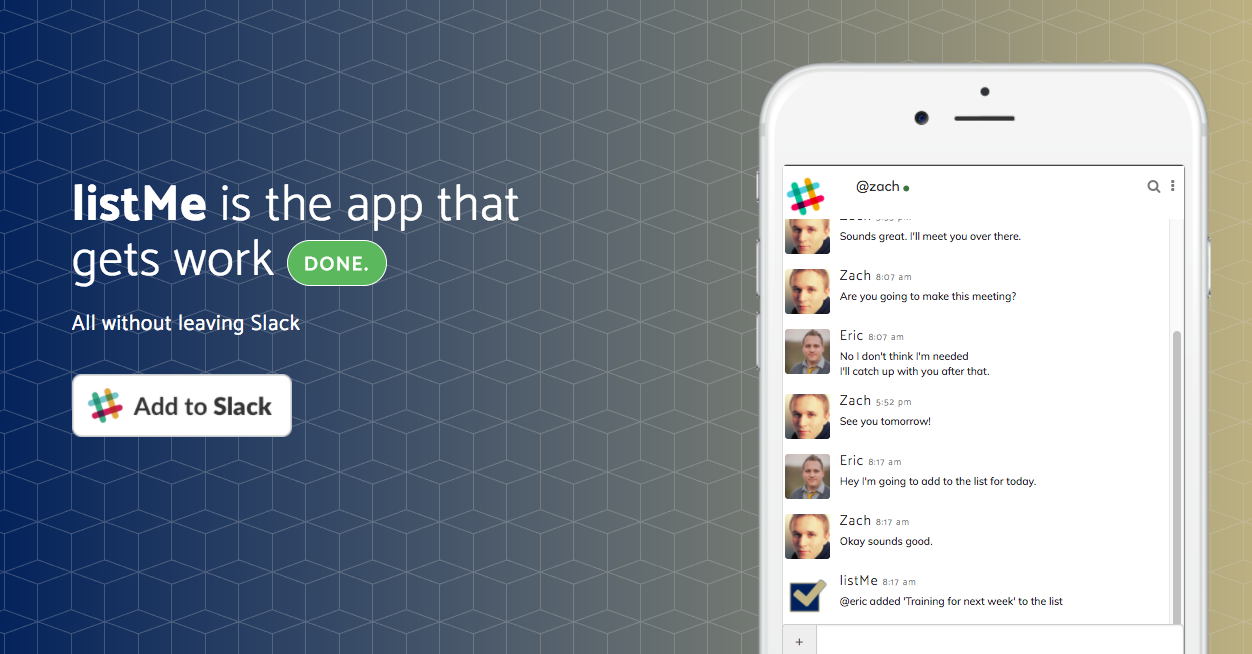 listMe is the app that
gets work DONE.
All without leaving Slack
Add to Slack
@zach
Sounds great. I'll meet you over there.
Zach 8:07 am
Are you going to make this meeting?
Eric 8:07 am
No I don't think I'm needed
I'll catch up with you after that.
Zach 5:52 pm
See you tomorrow!
Eric 8:17 am
Hey I'm going to add to the list for today.
Zach 8:17 am
Okay sounds good.
listMe 8:17 am
@eric added 'Training for next week' to the list
+